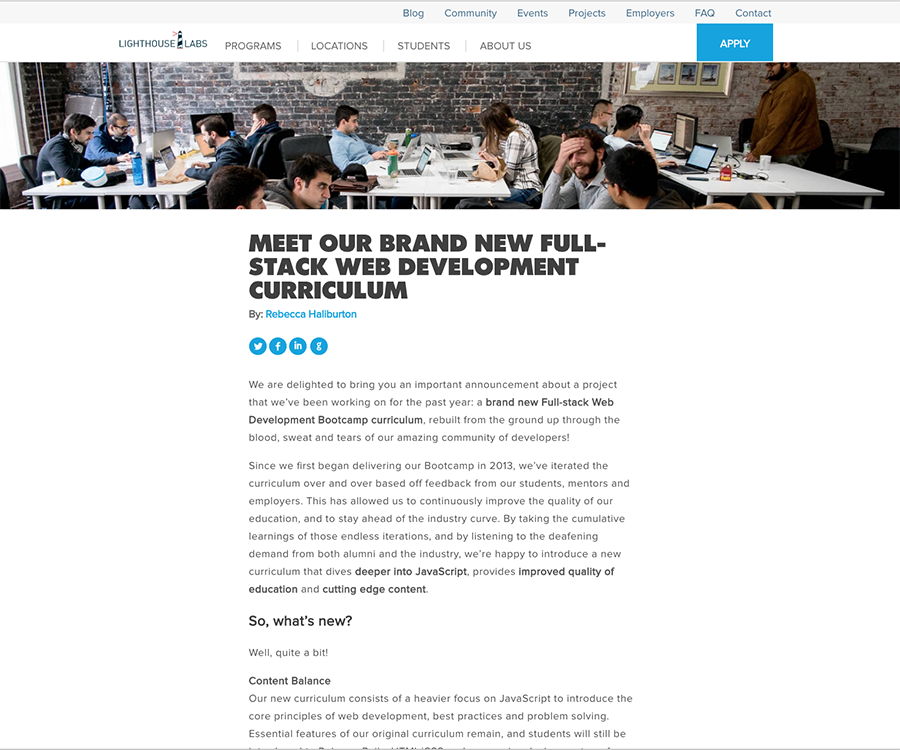 Blog Community Events Projects Employers FAQ Contact
LIGHTHOUSE LABS PROGRAMS LOCATIONS STUDENTS ABOUT US APPLY
MEET OUR BRAND NEW FULL-
STACK WEB DEVELOPMENT
CURRICULUM
By: Rebecca Haliburton
We are delighted to bring you an important announcement about a project
that we've been working on for the past year: a brand new Full-stack Web
Development Bootcamp curriculum, rebuilt from the ground up through the
blood, sweat and tears of our amazing community of developers!
Since we first began delivering our Bootcamp in 2013, we've iterated the
curriculum over and over based off feedback from our students, mentors and
employers. This has allowed us to continuously improve the quality of our
education, and to stay ahead of the industry curve. By taking the cumulative
learnings of those endless iterations, and by listening to the deafening
demand from both alumni and the industry, we're happy to introduce a new
curriculum that dives deeper into JavaScript, provides improved quality of
education and cutting edge content.
So, what's new?
Well, quite a bit!
Content Balance
Our new curriculum consists of a heavier focus on JavaScript to introduce the
core principles of web development, best practices and problem solving.
Essential features of our original curriculum remain, and students will still be